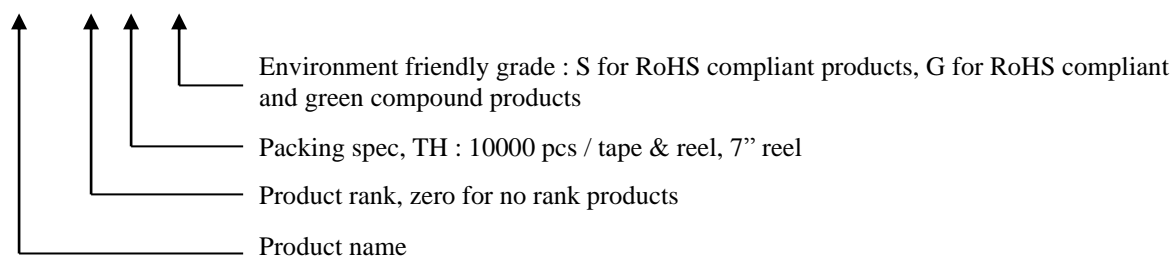 Environment friendly grade : S for RoHS compliant products, G for RoHS compliant
and green compound products
Packing spec, TH : 10000 pcs / tape & reel, 7” reel
Product rank, zero for no rank products
Product name